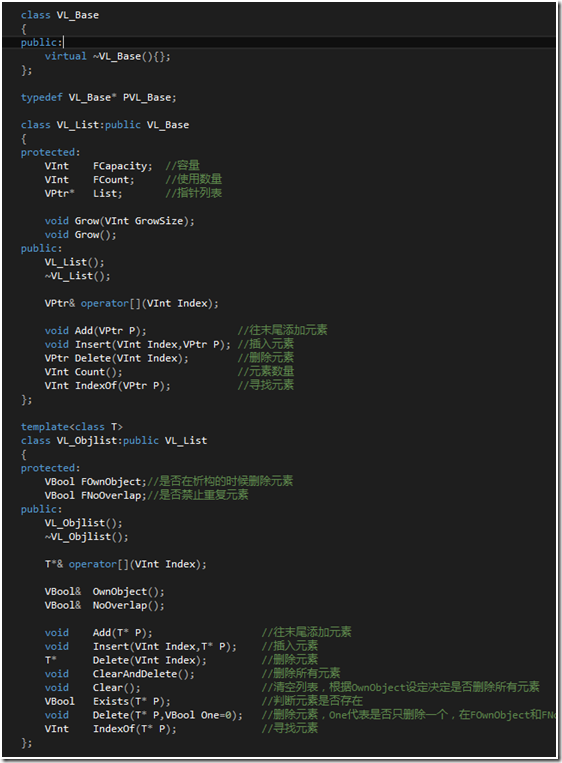 class VL_Base
{
public:
    virtual ~VL_Base(){};
};

typedef VL_Base* PVL_Base;

class VL_List:public VL_Base
{
protected:
    VInt    FCapacity;  //容量
    VInt    FCount;     //使用数量
    VPtr*   List;       //指针列表

    void Grow(VInt GrowSize);
    void Grow();
public:
    VL_List();
    ~VL_List();

    VPtr& operator[](VInt Index);

    void Add(VPtr P);               //往末尾添加元素
    void Insert(VInt Index,VPtr P); //插入元素
    VPtr Delete(VInt Index);        //删除元素
    VInt Count();                   //元素数量
    VInt IndexOf(VPtr P);           //寻找元素
};

template<class T>
class VL_Objlist:public VL_List
{
protected:
    VBool FOwnObject;//是否在析构的时候删除元素
    VBool FNoOverlap;//是否禁止重复元素
public:
    VL_Objlist();
    ~VL_Objlist();

    T*& operator[](VInt Index);

    VBool&  OwnObject();
    VBool&  NoOverlap();

    void    Add(T* P);                  //往末尾添加元素
    void    Insert(VInt Index,T* P);    //插入元素
    T*      Delete(VInt Index);         //删除元素
    void    ClearAndDelete();           //删除所有元素
    void    Clear();                    //清空列表，根据OwnObject设定决定是否删除所有元素
    VBool   Exists(T* P);               //判断元素是否存在
    void    Delete(T* P,VBool One=0);   //删除元素，One代表是否只删除一个，在FOwnObject和FNo
    VInt    IndexOf(T* P);              //寻找元素
};